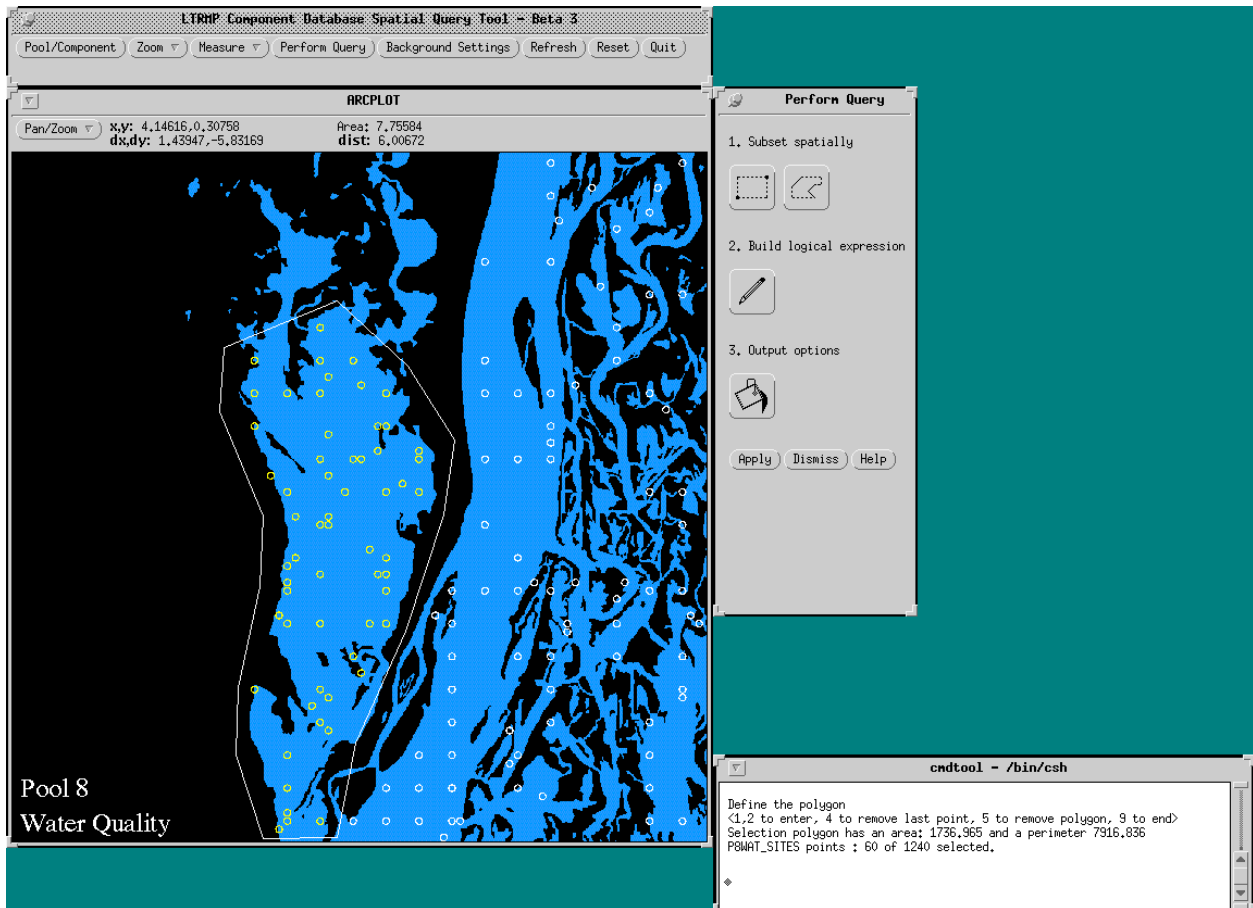 LTRMP Component Database Spatial Query Tool - Beta 3
Pool/Component Zoom Measure Perform Query Background Settings Refresh Reset Quit
ARCPLOT
Pan/Zoom x,y: 4.14616,0.30758 Area: 7.75584
dx,dy: 1.43947,-5.83169 dist: 6.00672
Pool 8
Water Quality
Perform Query
1. Subset spatially
2. Build logical expression
3. Output options
Apply Dismiss Help
cmdtool - /bin/csh
Define the polygon
<1,2 to enter, 4 to remove last point, 5 to remove polygon, 9 to end>
Selection polygon has an area: 1736.965 and a perimeter 7916.836
P8WAT_SITES points : 60 of 1240 selected.